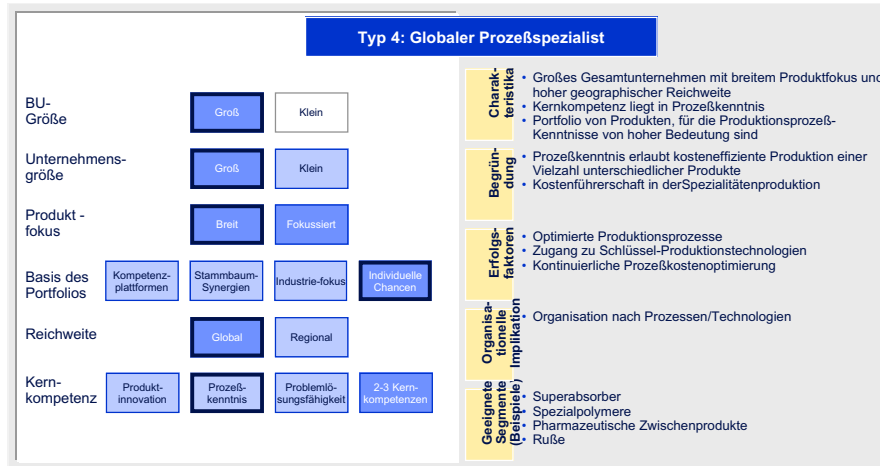 Typ 4: Globaler Prozeßspezialist
BU-
Größe
Groß
Klein
Unternehmens-
größe
Groß
Klein
Produkt -
fokus
Breit
Fokussiert
Basis des
Portfolios
Kompetenz-
plattformen
Stammbaum-
Synergien
Industrie-fokus
Individuelle
Chancen
Reichweite
Global
Regional
Kern-
kompetenz
Produkt-
innovation
Prozeß-
kenntnis
Problemlö-
sungsfähigkeit
2-3 Kern-
kompetenzen
Charak-
teristika
• Großes Gesamtunternehmen mit breitem Produktfokus und
hoher geographischer Reichweite
• Kernkompetenz liegt in Prozeßkenntnis
• Portfolio von Produkten, für die Produktionsprozeß-
Kenntnisse von hoher Bedeutung sind
Begrün-
dung
• Prozeßkenntnis erlaubt kosteneffiziente Produktion einer
Vielzahl unterschiedlicher Produkte
• Kostenführerschaft in derSpezialitätenproduktion
Erfolgs-
faktoren
• Optimierte Produktionsprozesse
• Zugang zu Schlüssel-Produktionstechnologien
• Kontinuierliche Prozeßkostenoptimierung
Organisa-
tionelle
Implikation
• Organisation nach Prozessen/Technologien
Geeignete
Segmente
(Beispiele)
• Superabsorber
• Spezialpolymere
• Pharmazeutische Zwischenprodukte
• Ruße